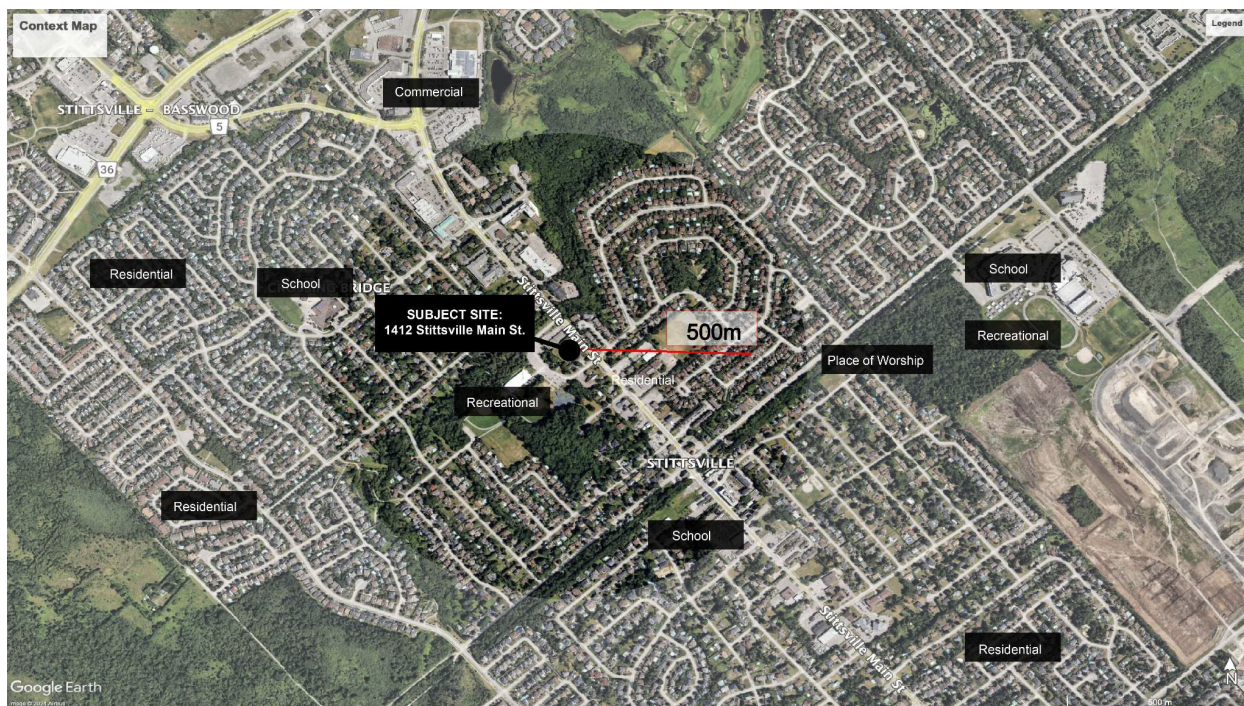 Context Map
Legend
Commercial
STITTSVILLE - BASSWOOD
5
36
Residential
School
SUBJECT SITE:
1412 Stittsville Main St.
Stittsville Main St
500m
School
Recreational
Place of Worship
Residential
Recreational
STITTSVILLE
Residential
School
Stittsville Main St
Residential
Google Earth
N
500 m